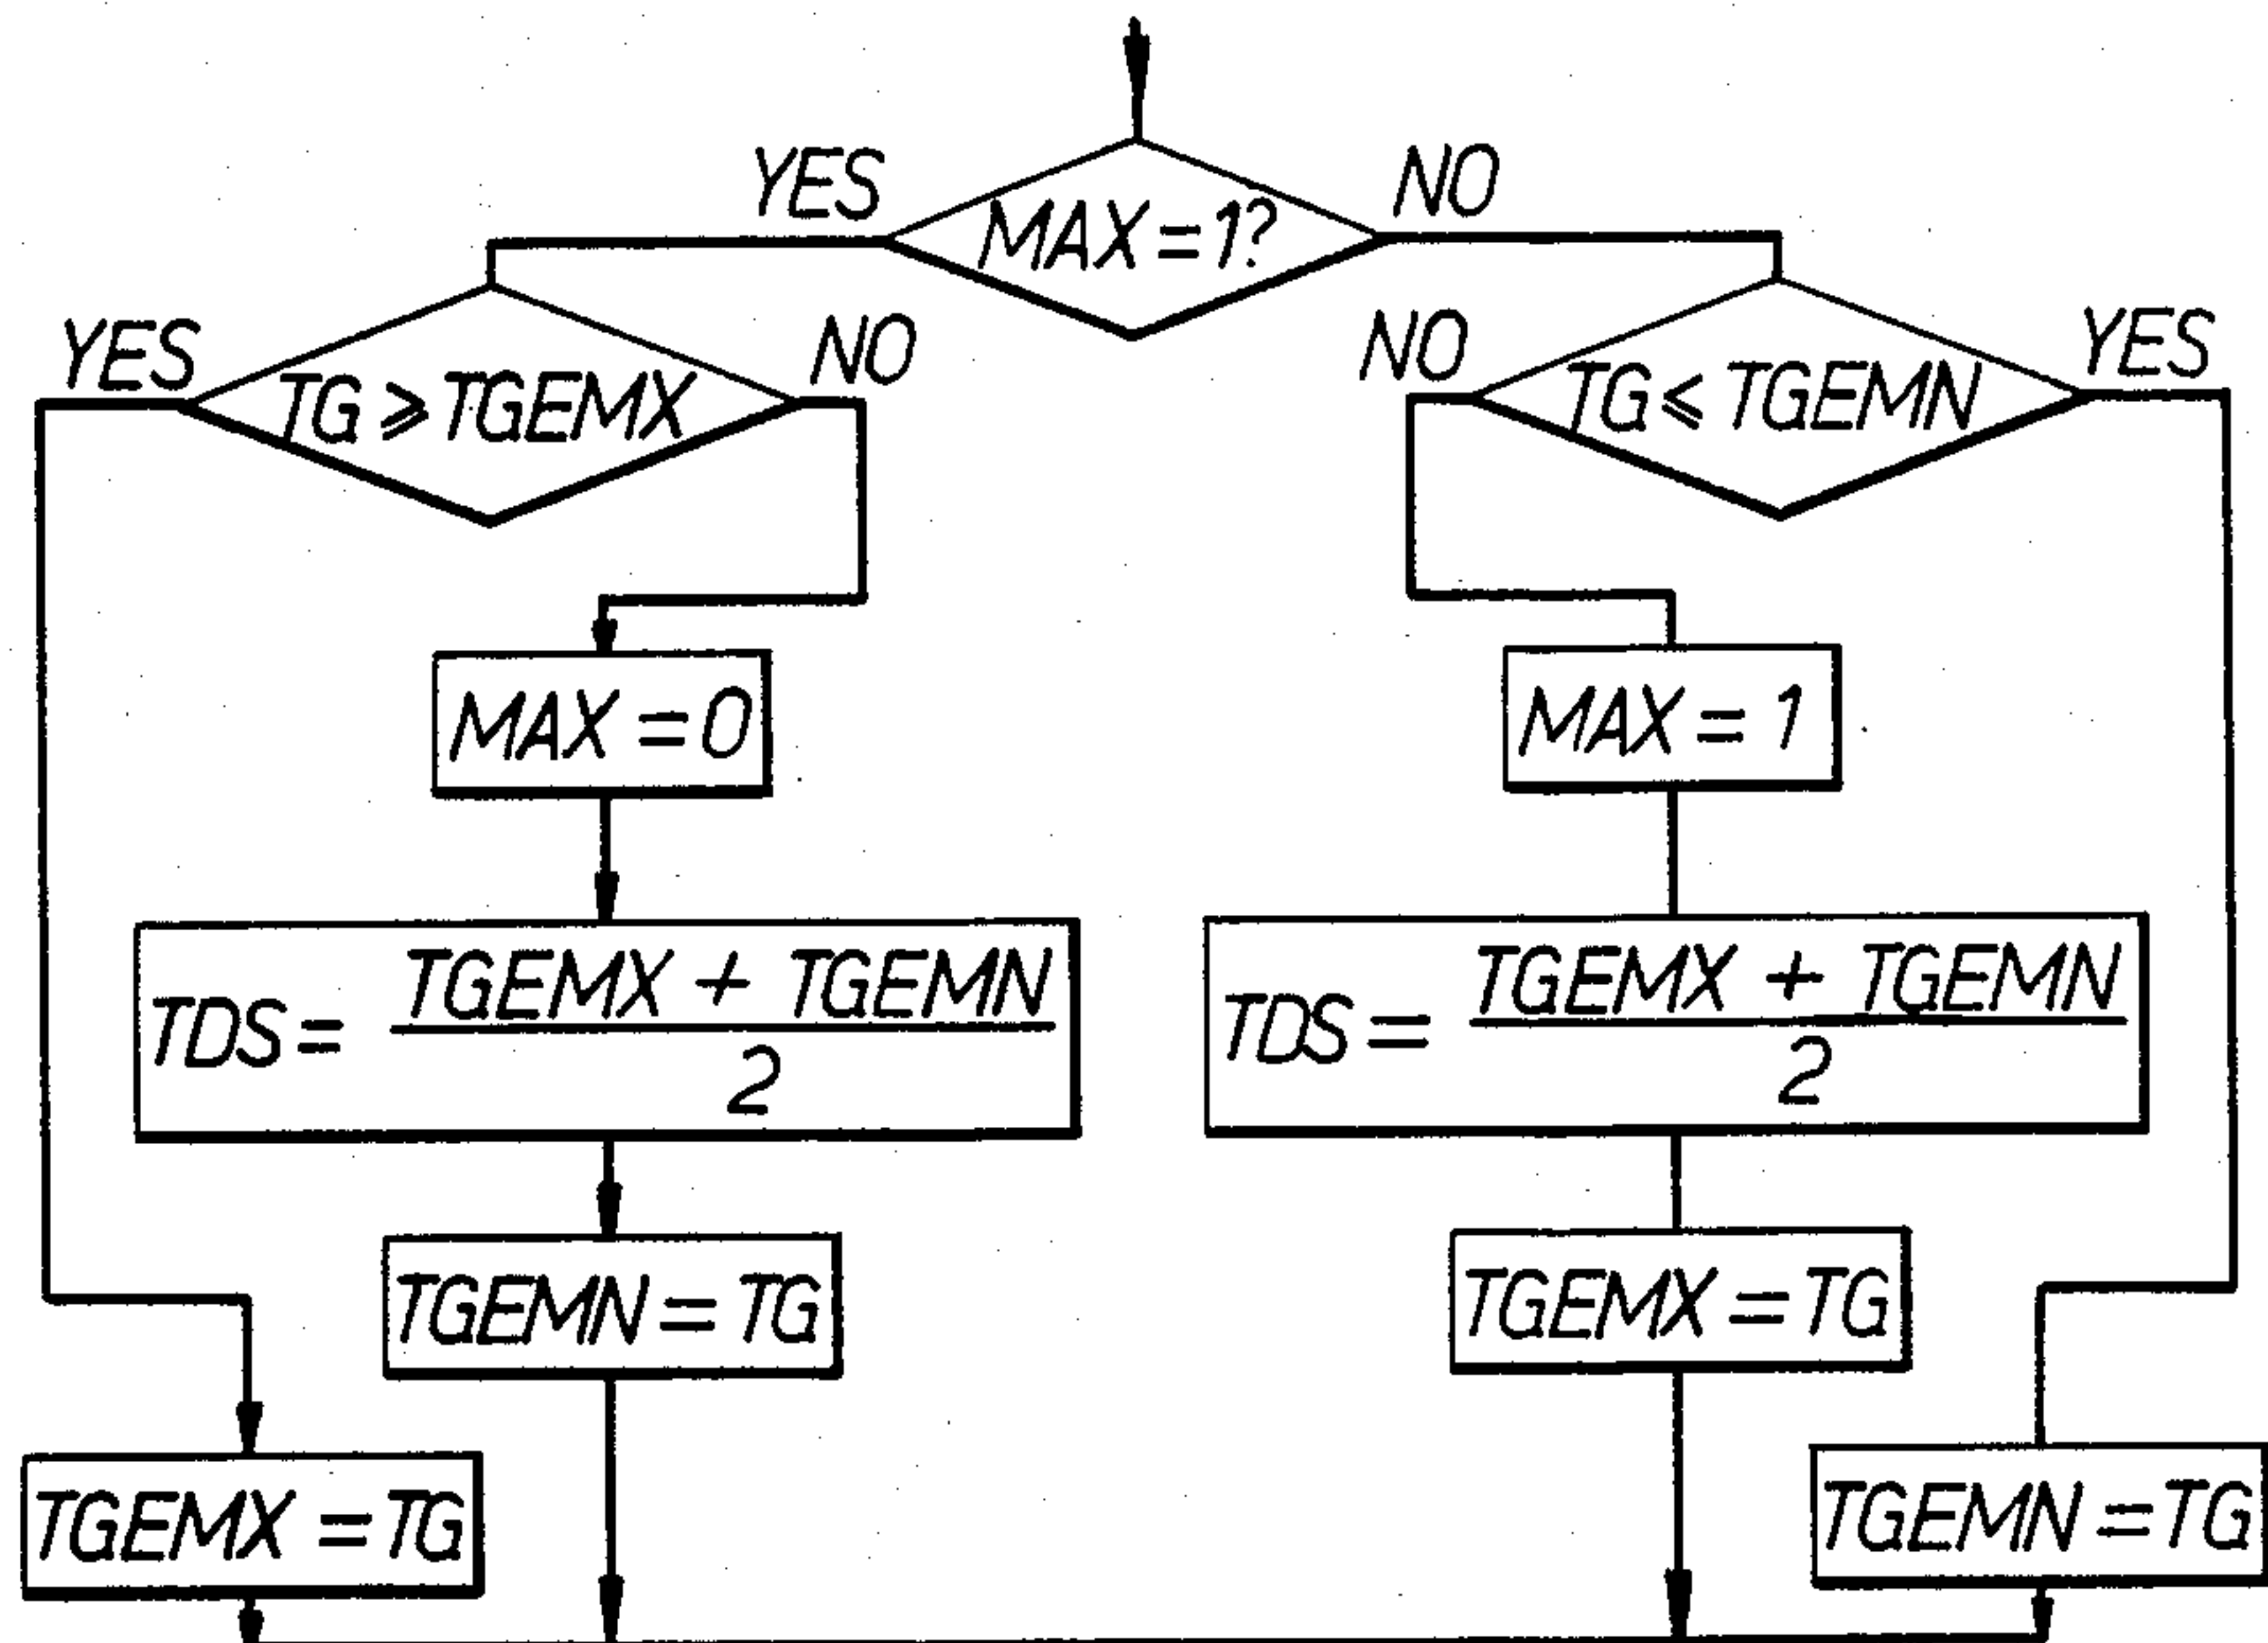 YES
NO
MAX = 1?
YES
NO
NO
YES
TG ⩾ TGEMX
TG ⩽ TGEMN
MAX = 0
MAX = 1
TDS = TGEMX + TGEMN
2
TDS = TGEMX + TGEMN
2
TGEMN = TG
TGEMX = TG
TGEMX = TG
TGEMN = TG